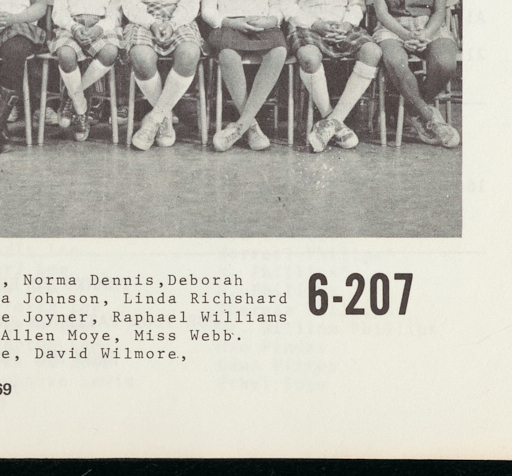 , Norma Dennis,Deborah
a Johnson, Linda Richshard
e Joyner, Raphael Williams
Allen Moye, Miss Webb.
e, David Wilmore.,
6-207
69